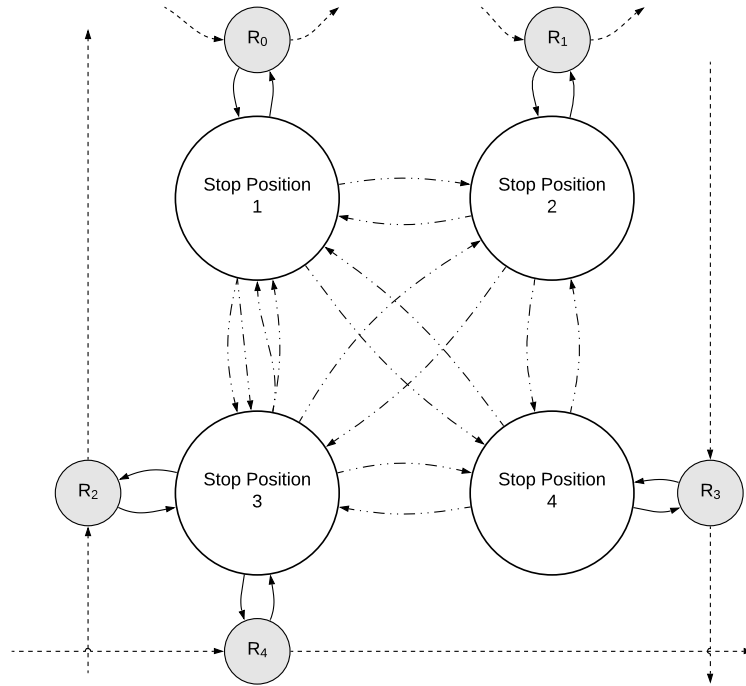 R₀
R₁
Stop Position
1
Stop Position
2
Stop Position
3
Stop Position
4
R₂
R₃
R₄